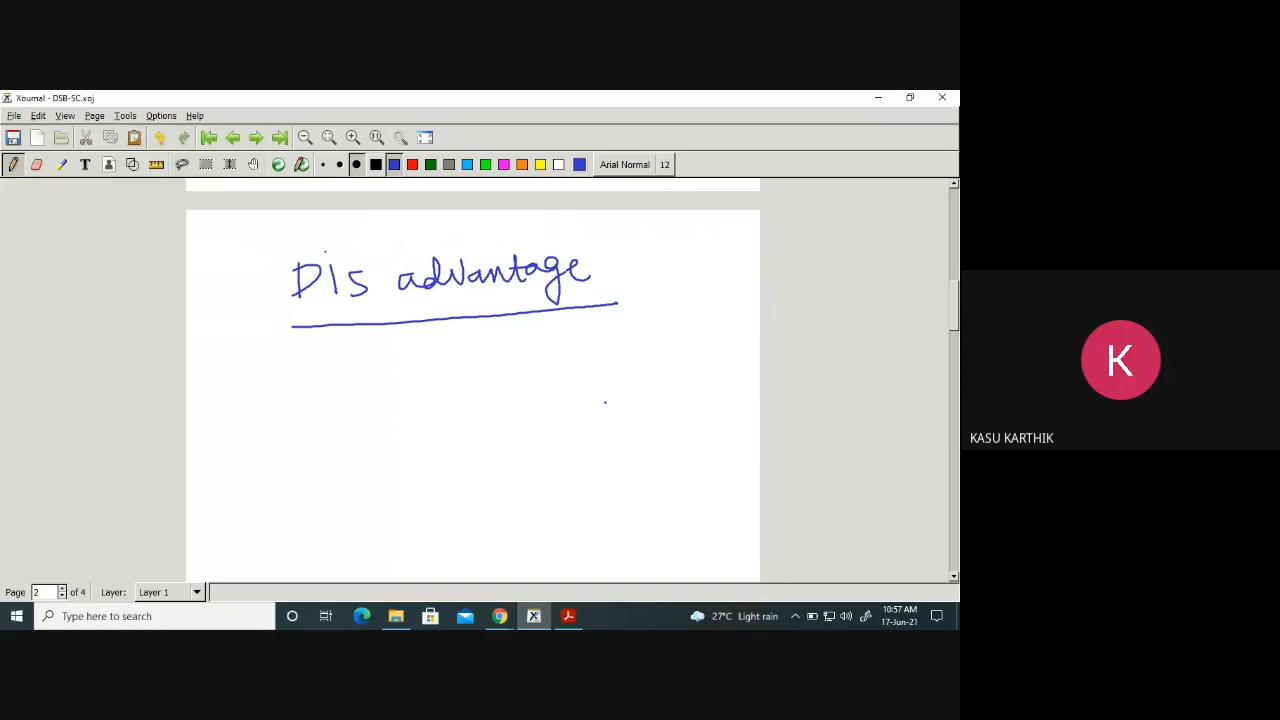 Xournal - DSB-SC.xoj
File Edit View Page Tools Options Help
Arial Normal 12
Dis advantage
K
KASU KARTHIK
Page 2 of 4 Layer: Layer 1
Type here to search
27°C Light rain
10:57 AM
17-Jun-21